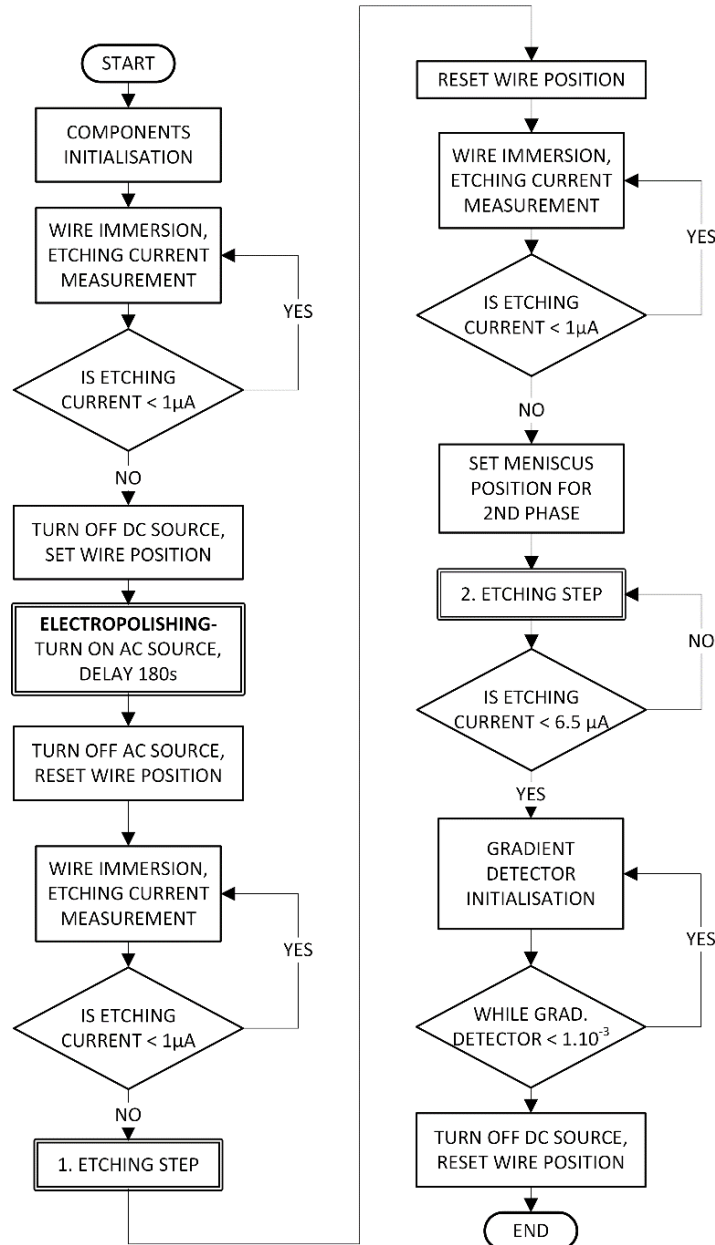 START
COMPONENTS
INITIALISATION
WIRE IMMERSION,
ETCHING CURRENT
MEASUREMENT
YES
IS ETCHING
CURRENT < 1µA
NO
TURN OFF DC SOURCE,
SET WIRE POSITION
ELECTROPOLISHING-
TURN ON AC SOURCE,
DELAY 180s
TURN OFF AC SOURCE,
RESET WIRE POSITION
WIRE IMMERSION,
ETCHING CURRENT
MEASUREMENT
YES
IS ETCHING
CURRENT < 1µA
NO
1. ETCHING STEP
RESET WIRE POSITION
WIRE IMMERSION,
ETCHING CURRENT
MEASUREMENT
YES
IS ETCHING
CURRENT < 1µA
NO
SET MENISCUS
POSITION FOR
2ND PHASE
2. ETCHING STEP
NO
IS ETCHING
CURRENT < 6.5 µA
YES
GRADIENT
DETECTOR
INITIALISATION
YES
WHILE GRAD.
DETECTOR < 1.10⁻³
TURN OFF DC SOURCE,
RESET WIRE POSITION
END